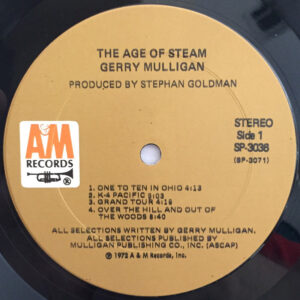 THE AGE OF STEAM
GERRY MULLIGAN
PRODUCED BY STEPHAN GOLDMAN
STEREO
Side 1
SP-3036
(SP-3071)
A&M
RECORDS
1. ONE TO TEN IN OHIO 4:13
2. K-4 PACIFIC 9:03
3. GRAND TOUR 4:16
4. OVER THE HILL AND OUT OF
THE WOODS 6:40
ALL SELECTIONS WRITTEN BY GERRY MULLIGAN.
ALL SELECTIONS PUBLISHED BY
MULLIGAN PUBLISHING CO., INC. (ASCAP)
℗ 1972 A & M Records, Inc.